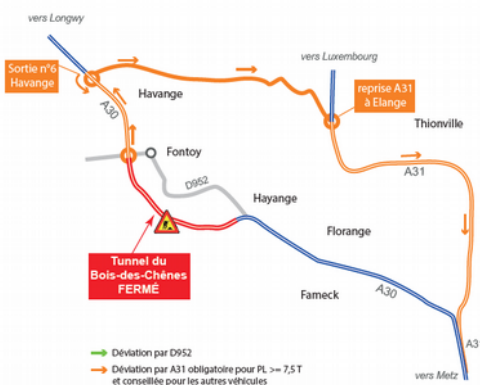 vers Longwy
vers Luxembourg
Sortie n°6
Havange
reprise A31
à Elange
Havange
A30
Thionville
Fontoy
A31
D952
Hayange
Tunnel du
Bois-des-Chênes
FERMÉ
Florange
Fameck
A30
A3
Déviation par D952
Déviation par A31 obligatoire pour PL >= 7,5 T
et conseillée pour les autres véhicules
vers Metz